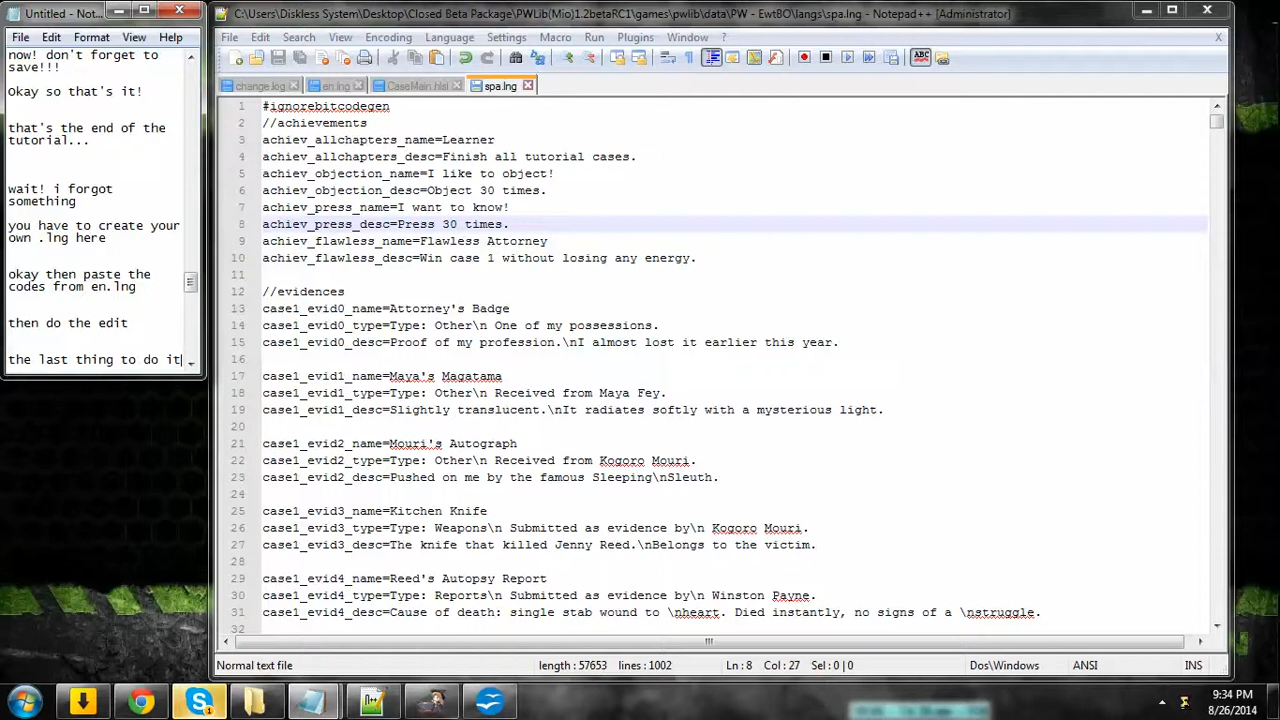 Untitled - Not...
File Edit Format View Help
now! don't forget to
save!!!
Okay so that's it!
that's the end of the
tutorial...
wait! i forgot
something
you have to create your
own .lng here
okay then paste the
codes from en.lng
then do the edit
the last thing to do it
C:\Users\Diskless System\Desktop\Closed Beta Package\PWLib(Mio)1.2betaRC1\games\pwlib\data\PW - EwtBO\langs\spa.lng - Notepad++ [Administrator]
File Edit Search View Encoding Language Settings Macro Run Plugins Window ? X
change.log en.lng CaseMain.hlsl spa.lng
1 #ignorebitcodegen
2 //achievements
3 achiev_allchapters_name=Learner
4 achiev_allchapters_desc=Finish all tutorial cases.
5 achiev_objection_name=I like to object!
6 achiev_objection_desc=Object 30 times.
7 achiev_press_name=I want to know!
8 achiev_press_desc=Press 30 times.
9 achiev_flawless_name=Flawless Attorney
10 achiev_flawless_desc=Win case 1 without losing any energy.
11
12 //evidences
13 case1_evid0_name=Attorney's Badge
14 case1_evid0_type=Type: Other\n One of my possessions.
15 case1_evid0_desc=Proof of my profession.\nI almost lost it earlier this year.
16
17 case1_evid1_name=Maya's Magatama
18 case1_evid1_type=Type: Other\n Received from Maya Fey.
19 case1_evid1_desc=Slightly translucent.\nIt radiates softly with a mysterious light.
20
21 case1_evid2_name=Mouri's Autograph
22 case1_evid2_type=Type: Other\n Received from Kogoro Mouri.
23 case1_evid2_desc=Pushed on me by the famous Sleeping\nSleuth.
24
25 case1_evid3_name=Kitchen Knife
26 case1_evid3_type=Type: Weapons\n Submitted as evidence by\n Kogoro Mouri.
27 case1_evid3_desc=The knife that killed Jenny Reed.\nBelongs to the victim.
28
29 case1_evid4_name=Reed's Autopsy Report
30 case1_evid4_type=Type: Reports\n Submitted as evidence by Winston Payne.
31 case1_evid4_desc=Cause of death: single stab wound to \nheart. Died instantly, no signs of a \nstruggle.
32
Normal text file length : 57653 lines : 1002 Ln : 8 Col : 27 Sel : 0 | 0 Dos\Windows ANSI INS
9:34 PM
8/26/2014